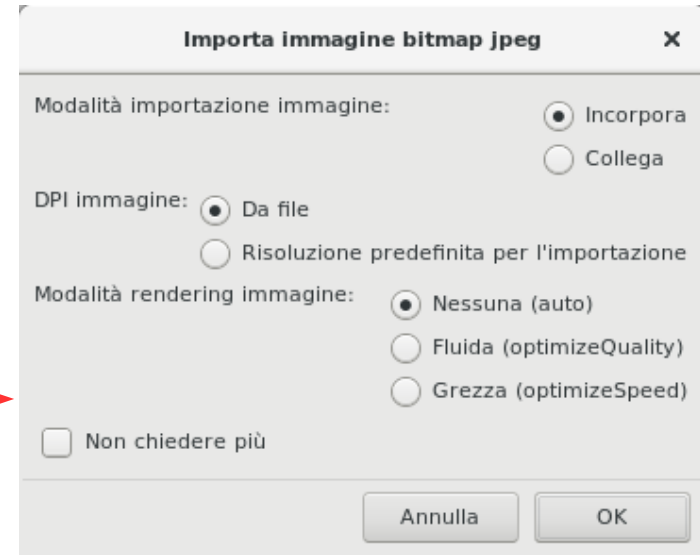 Importa immagine bitmap jpeg
Modalità importazione immagine:
Incorpora
Collega
DPI immagine:
Da file
Risoluzione predefinita per l'importazione
Modalità rendering immagine:
Nessuna (auto)
Fluida (optimizeQuality)
Grezza (optimizeSpeed)
Non chiedere più
Annulla
OK